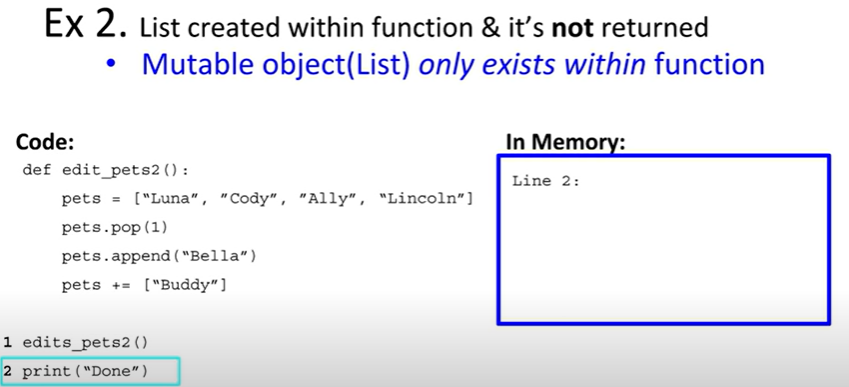 Ex 2. List created within function & it's not returned
• Mutable object(List) only exists within function
Code:
def edit_pets2():
pets = [“Luna”, ”Cody”, ”Ally”, “Lincoln”]
pets.pop(1)
pets.append(“Bella”)
pets += [“Buddy”]
1 edits_pets2()
2 print(“Done”)
In Memory:
Line 2: